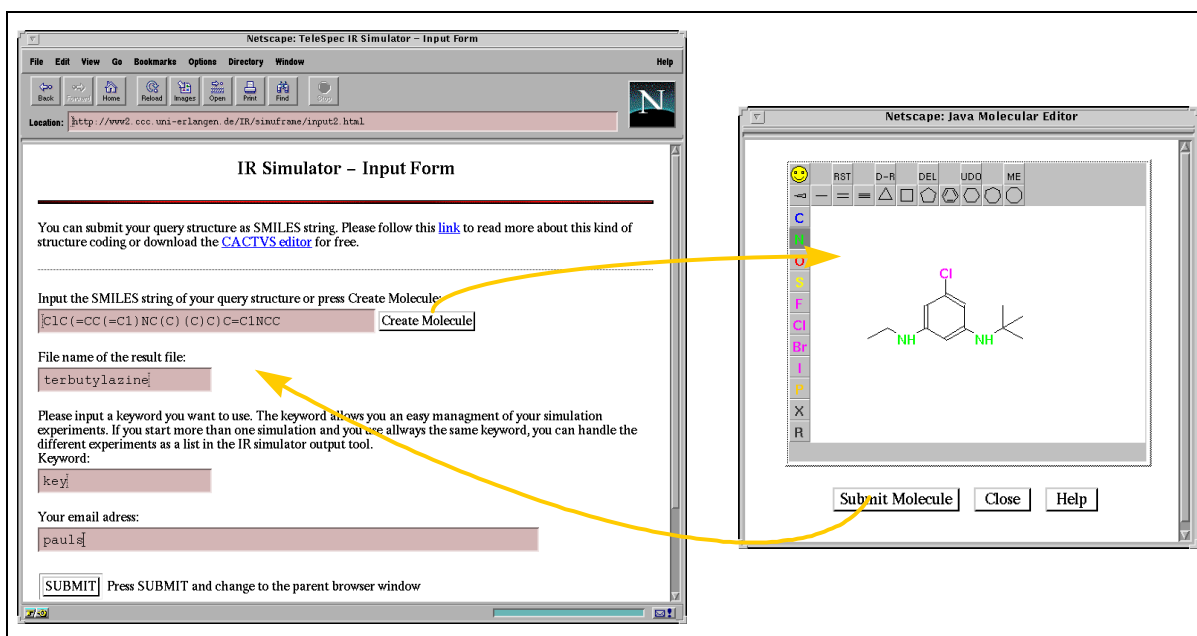 Netscape: TeleSpec IR Simulator – Input Form
File Edit View Go Bookmarks Options Directory Window Help
Back Forward Home Reload Images Open Print Find Stop
N
Location: http://www2.ccc.uni-erlangen.de/IR/simuframe/input2.html
IR Simulator – Input Form
You can submit your query structure as SMILES string. Please follow this link to read more about this kind of
structure coding or download the CACTVS editor for free.
Input the SMILES string of your query structure or press Create Molecule:
ClC(=CC(=C1)NC(C)(C)C)C=C1NCC Create Molecule
File name of the result file:
terbutylazine
Please input a keyword you want to use. The keyword allows you an easy managment of your simulation
experiments. If you start more than one simulation and you use allways the same keyword, you can handle the
different experiments as a list in the IR simulator output tool.
Keyword:
key
Your email adress:
pauls
SUBMIT Press SUBMIT and change to the parent browser window
Netscape: Java Molecular Editor
RST D-R DEL UDO ME
C
N
O
S
F
Cl
Br
I
P
X
R
Cl
NH NH
Submit Molecule Close Help